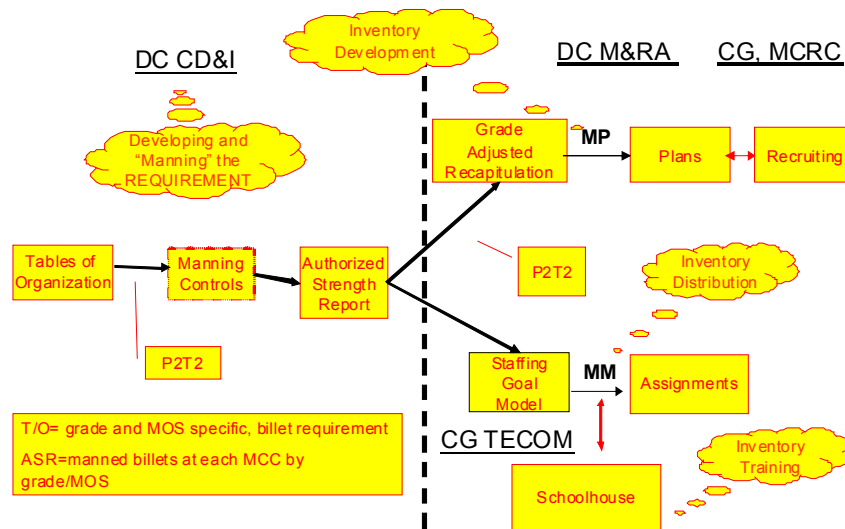 Inventory
Development
DC CD&I
DC M&RA
CG, MCRC
Developing and
“Manning” the
REQUIREMENT
Grade
Adjusted
Recapitulation
MP
Plans
Recruiting
Tables of
Organization
Manning
Controls
Authorized
Strength
Report
P2T2
P2T2
Inventory
Distribution
Staffing
Goal
Model
MM
Assignments
T/O= grade and MOS specific, billet requirement
ASR=manned billets at each MCC by
grade/MOS
CG TECOM
Schoolhouse
Inventory
Training